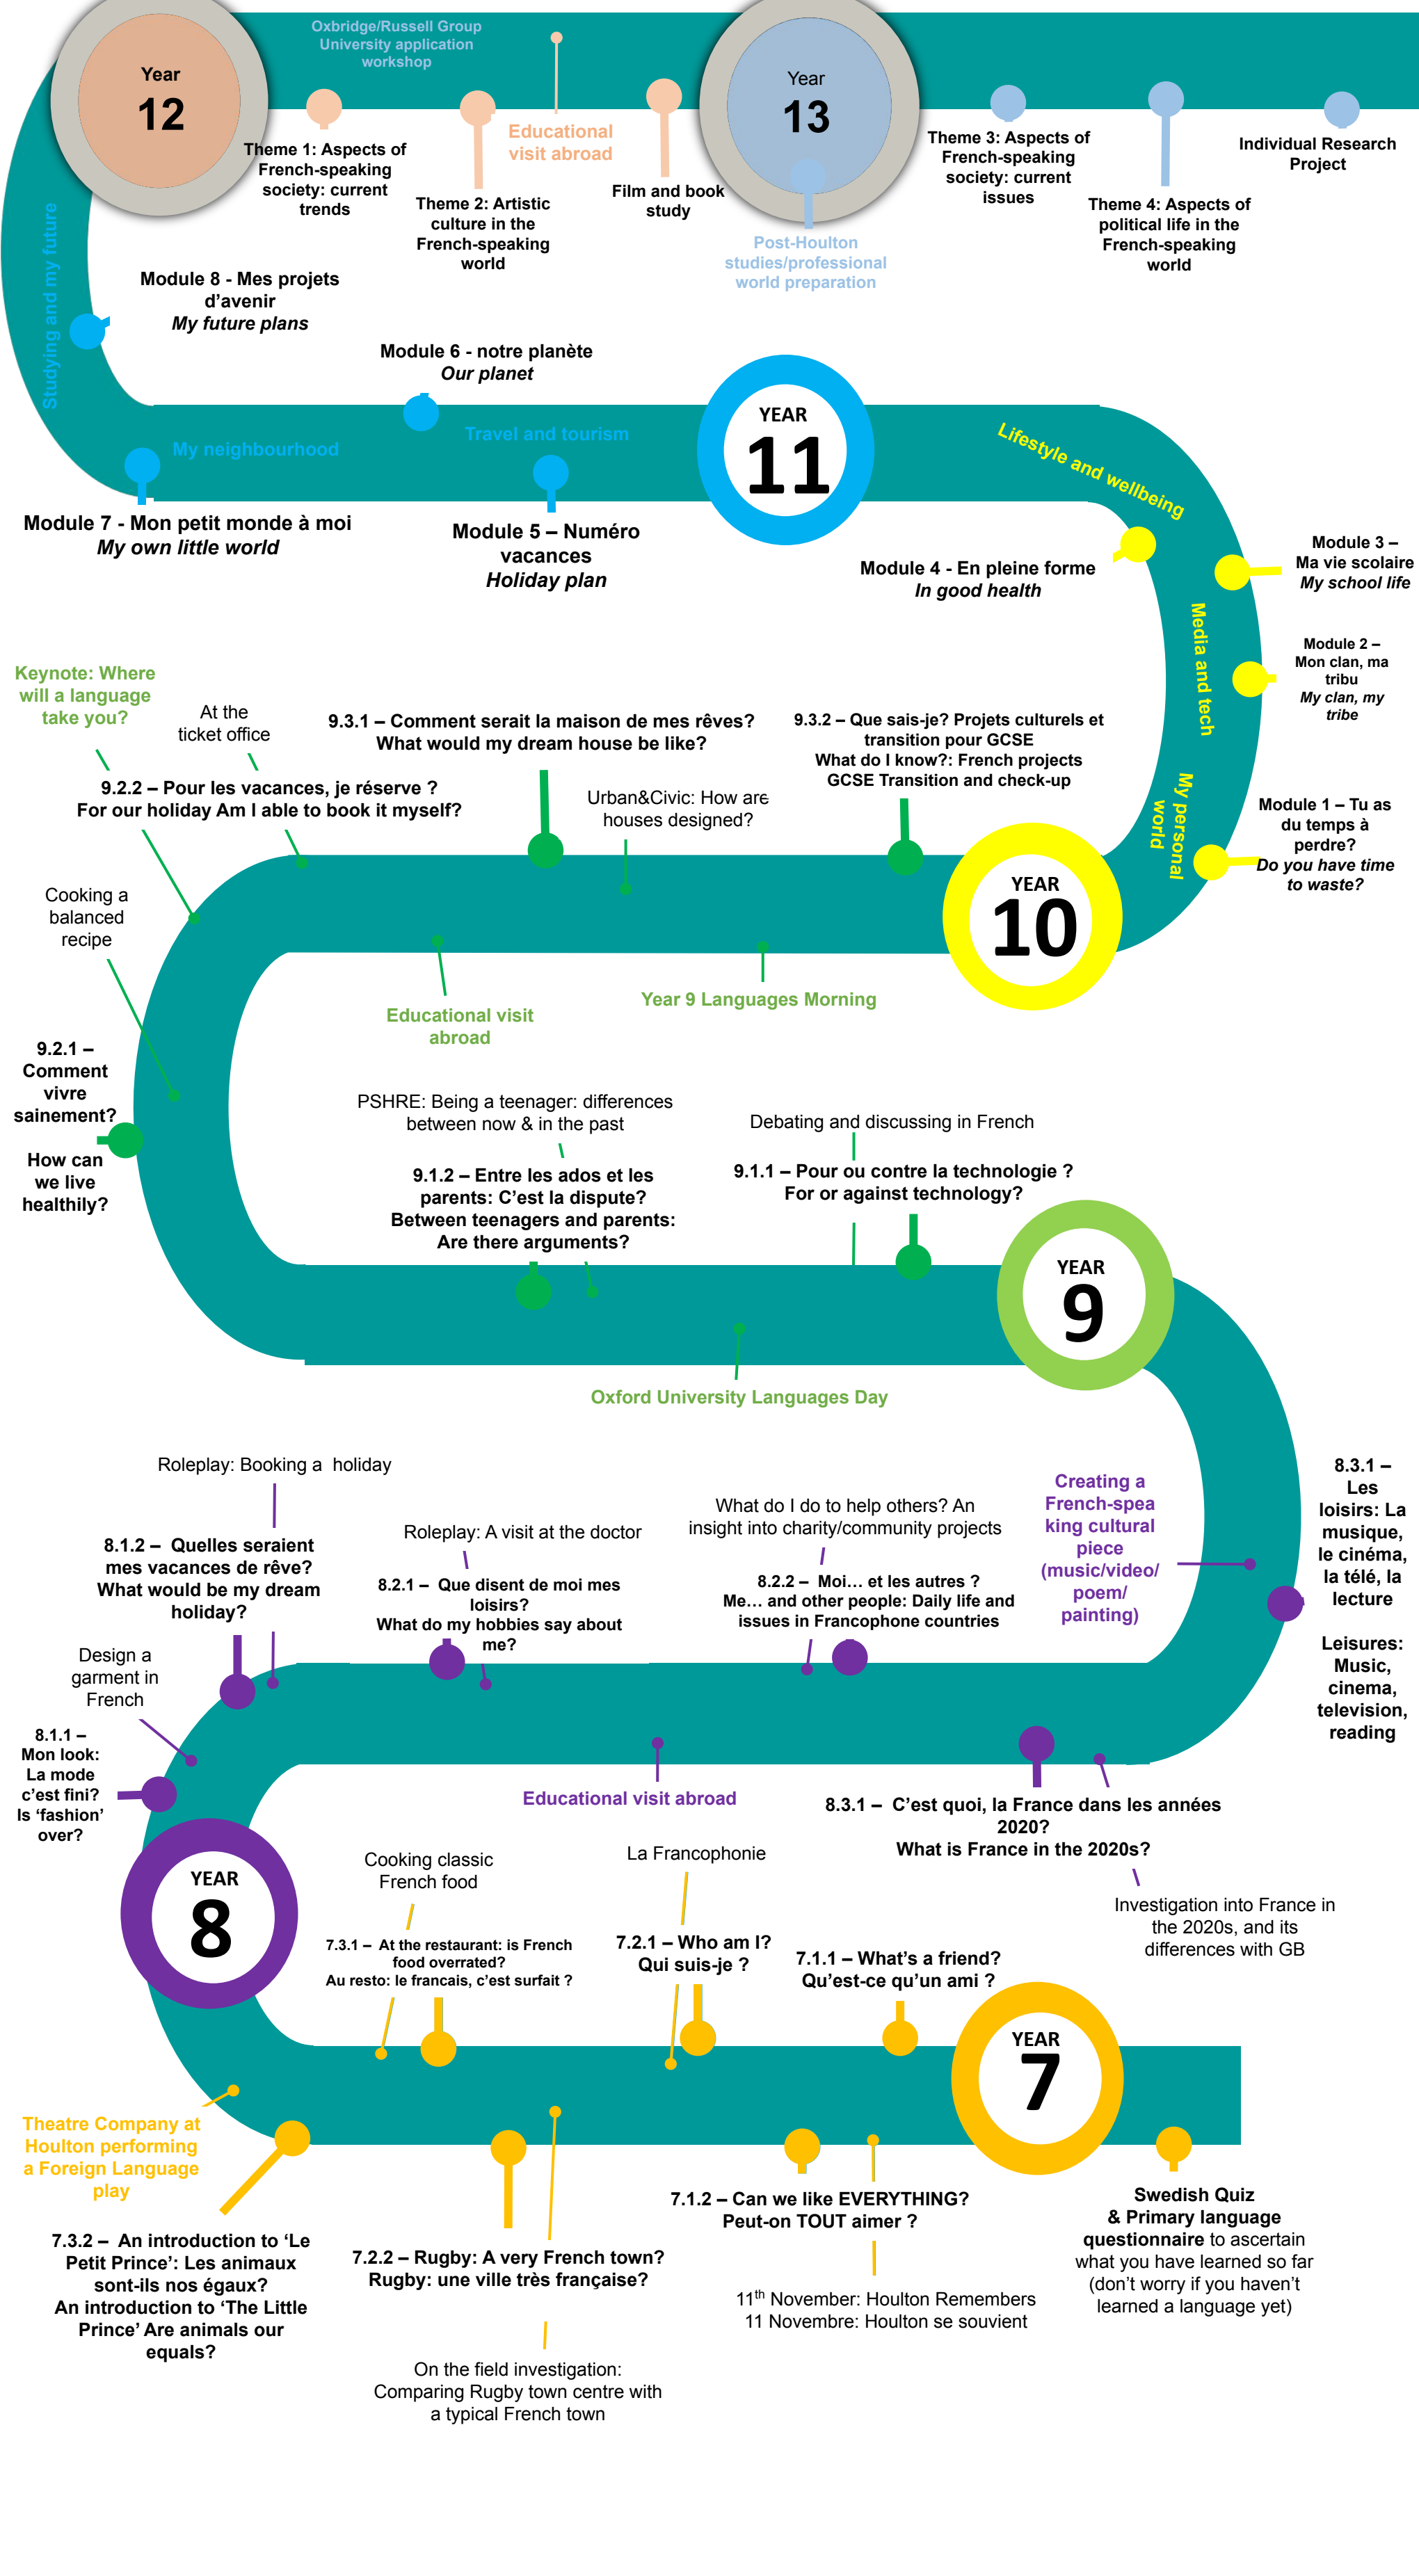 Oxbridge/Russell Group
University application
workshop
Year
12
Year
13
Theme 1: Aspects of
French-speaking
society: current
trends
Theme 2: Artistic
culture in the
French-speaking
world
Educational
visit abroad
Film and book
study
Post-Houlton
studies/professional
world preparation
Theme 3: Aspects of
French-speaking
society: current
issues
Theme 4: Aspects of
political life in the
French-speaking
world
Individual Research
Project
Studying and my future
Module 8 - Mes projets
d’avenir
My future plans
Module 6 - notre planète
Our planet
My neighbourhood
Travel and tourism
YEAR
11
Lifestyle and wellbeing
Module 7 - Mon petit monde à moi
My own little world
Module 5 – Numéro
vacances
Holiday plan
Module 4 - En pleine forme
In good health
Module 3 –
Ma vie scolaire
My school life
Media and tech
Module 2 –
Mon clan, ma
tribu
My clan, my
tribe
My personal
world
Module 1 – Tu as
du temps à
perdre?
Do you have time
to waste?
Keynote: Where
will a language
take you?
At the
ticket office
9.2.2 – Pour les vacances, je réserve ?
For our holiday Am I able to book it myself?
9.3.1 – Comment serait la maison de mes rêves?
What would my dream house be like?
Urban&Civic: How are
houses designed?
9.3.2 – Que sais-je? Projets culturels et
transition pour GCSE
What do I know?: French projects
GCSE Transition and check-up
YEAR
10
Cooking a
balanced
recipe
Educational visit
abroad
Year 9 Languages Morning
9.2.1 –
Comment
vivre
sainement?
How can
we live
healthily?
PSHRE: Being a teenager: differences
between now & in the past
9.1.2 – Entre les ados et les
parents: C’est la dispute?
Between teenagers and parents:
Are there arguments?
Debating and discussing in French
9.1.1 – Pour ou contre la technologie ?
For or against technology?
YEAR
9
Oxford University Languages Day
Roleplay: Booking a  holiday
8.1.2 –  Quelles seraient
mes vacances de rêve?
What would be my dream
holiday?
Roleplay: A visit at the doctor
8.2.1 –  Que disent de moi mes
loisirs?
What do my hobbies say about
me?
What do I do to help others? An
insight into charity/community projects
8.2.2 –  Moi… et les autres ?
Me… and other people: Daily life and
issues in Francophone countries
Creating a
French-spea
king cultural
piece
(music/video/
poem/
painting)
8.3.1 –
Les
loisirs: La
musique,
le cinéma,
la télé, la
lecture
Leisures:
Music,
cinema,
television,
reading
Design a
garment in
French
8.1.1 –
Mon look:
La mode
c’est fini?
Is ‘fashion’
over?
Educational visit abroad
8.3.1 –  C’est quoi, la France dans les années
2020?
What is France in the 2020s?
Investigation into France in
the 2020s, and its
differences with GB
YEAR
8
Cooking classic
French food
7.3.1 –  At the restaurant: is French
food overrated?
Au resto: le francais, c’est surfait ?
La Francophonie
7.2.1 – Who am I?
Qui suis-je ?
7.1.1 – What’s a friend?
Qu’est-ce qu’un ami ?
YEAR
7
Theatre Company at
Houlton performing
a Foreign Language
play
7.3.2 –  An introduction to ‘Le
Petit Prince’: Les animaux
sont-ils nos égaux?
An introduction to ‘The Little
Prince’ Are animals our
equals?
7.2.2 – Rugby: A very French town?
Rugby: une ville très française?
On the field investigation:
Comparing Rugby town centre with
a typical French town
7.1.2 – Can we like EVERYTHING?
Peut-on TOUT aimer ?
11th November: Houlton Remembers
11 Novembre: Houlton se souvient
Swedish Quiz
& Primary language
questionnaire to ascertain
what you have learned so far
(don’t worry if you haven’t
learned a language yet)